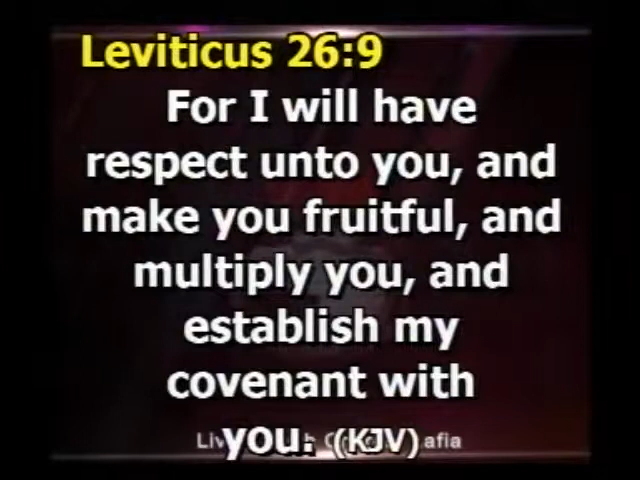 Leviticus 26:9
For I will have
respect unto you, and
make you fruitful, and
multiply you, and
establish my
covenant with
you. (KJV)